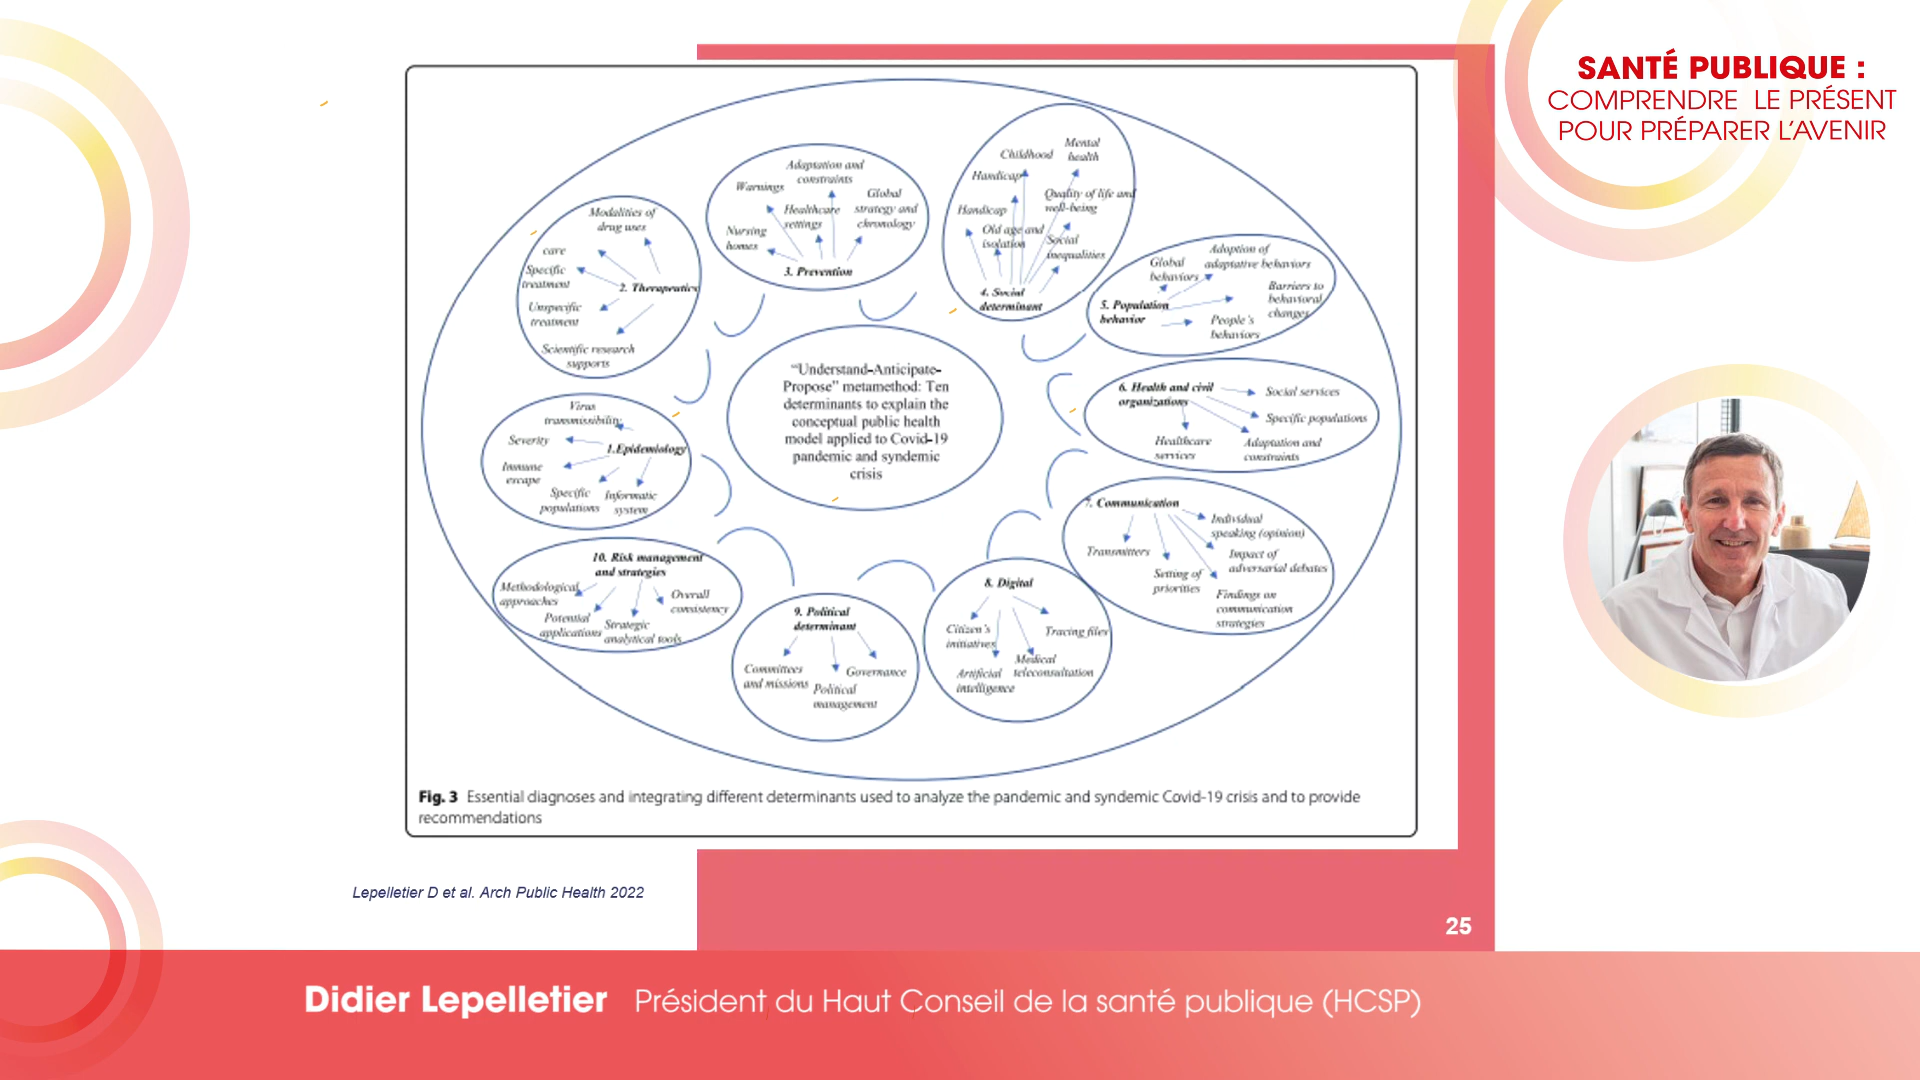 SANTÉ PUBLIQUE :
COMPRENDRE LE PRÉSENT
POUR PRÉPARER L'AVENIR
Modalities of
drug uses
care
Specific
treatment
2. Therapeutics
Unspecific
treatment
Scientific research
supports
Adaptation and
constraints
Warnings
Global
strategy and
chronology
Healthcare
settings
Nursing
homes
3. Prevention
Mental
health
Childhood
Handicap
Quality of life and
well-being
Handicap
Old age and
isolation
Social
inequalities
4. Social
determinant
Adoption of
adaptative behaviors
Global
behaviors
Barriers to
behavioral
changes
5. Population
behavior
People's
behaviors
6. Health and civil
organizations
Social services
Specific populations
Healthcare
services
Adaptation and
constraints
"Understand-Anticipate-
Propose" metamethod: Ten
determinants to explain the
conceptual public health
model applied to Covid-19
pandemic and syndemic
crisis
Virus
transmissibility
Severity
1.Epidemiology
Immune
escape
Specific
populations
Informatic
system
7. Communication
Individual
speaking (opinion)
Transmitters
Impact of
adversarial debates
Setting of
priorities
Findings on
communication
strategies
10. Risk management
and strategies
Methodological
approaches
Overall
consistency
Potential
applications
Strategic
analytical tools
9. Political
determinant
Committees
and missions
Governance
Political
management
8. Digital
Citizen's
initiatives
Tracing files
Medical
teleconsultation
Artificial
intelligence
Fig. 3 Essential diagnoses and integrating different determinants used to analyze the pandemic and syndemic Covid-19 crisis and to provide
recommendations
Lepelletier D et al. Arch Public Health 2022
25
Didier Lepelletier Président du Haut Conseil de la santé publique (HCSP)